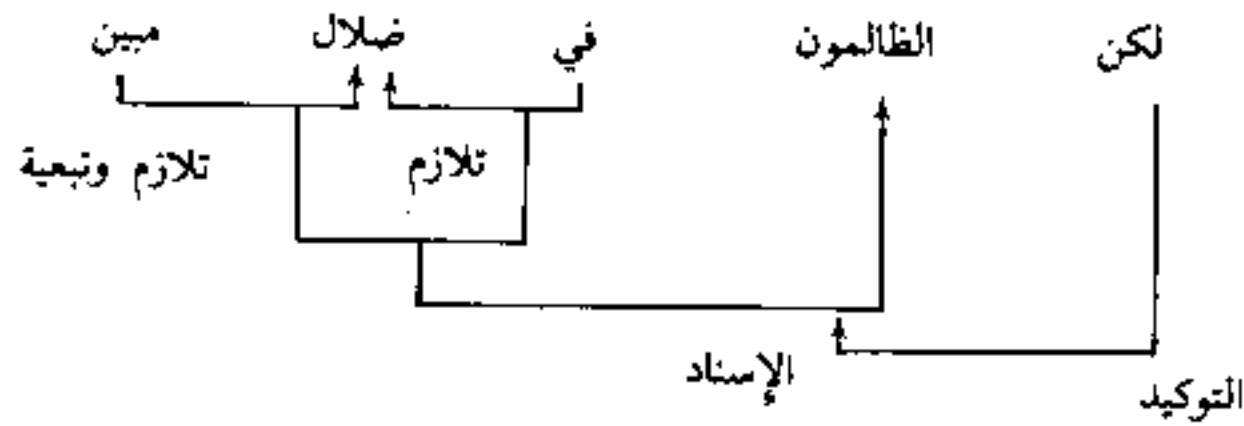 لكن الظالمون في ضلال مبين
تلازم تلازم وتبعية
الإسناد
التوكيد